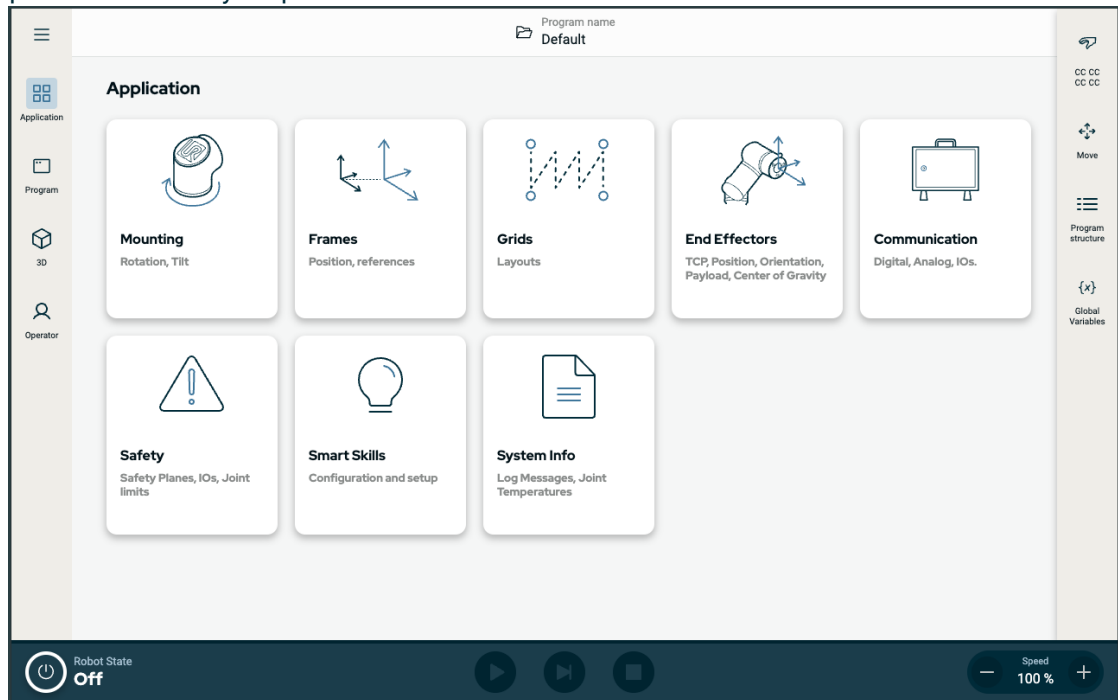 Program name
Default
Application
Program
3D
Operator
Application
Mounting
Rotation, Tilt
Frames
Position, references
Grids
Layouts
End Effectors
TCP, Position, Orientation,
Payload, Center of Gravity
Communication
Digital, Analog, IOs.
Safety
Safety Planes, IOs, Joint
limits
Smart Skills
Configuration and setup
System Info
Log Messages, Joint
Temperatures
CC CC
CC CC
Move
Program
structure
{x}
Global
Variables
Robot State
Off
Speed
100 %